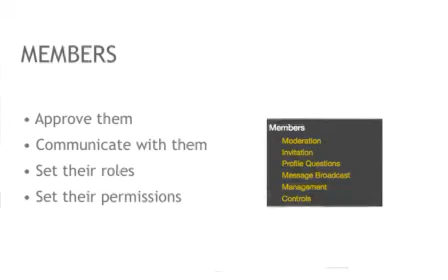 MEMBERS
• Approve them
• Communicate with them
• Set their roles
• Set their permissions
Members
Moderation
Invitation
Profile Questions
Message Broadcast
Management
Controls